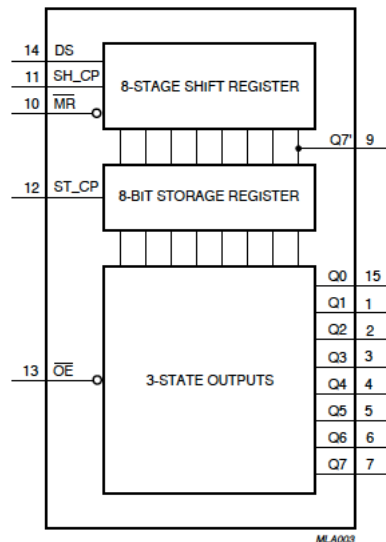 14 DS
11 SH_CP
10 MR
8-STAGE SHIFT REGISTER
Q7' 9
12 ST_CP
8-BIT STORAGE REGISTER
Q0 15
Q1 1
Q2 2
Q3 3
13 OE
3-STATE OUTPUTS
Q4 4
Q5 5
Q6 6
Q7 7
MLA003